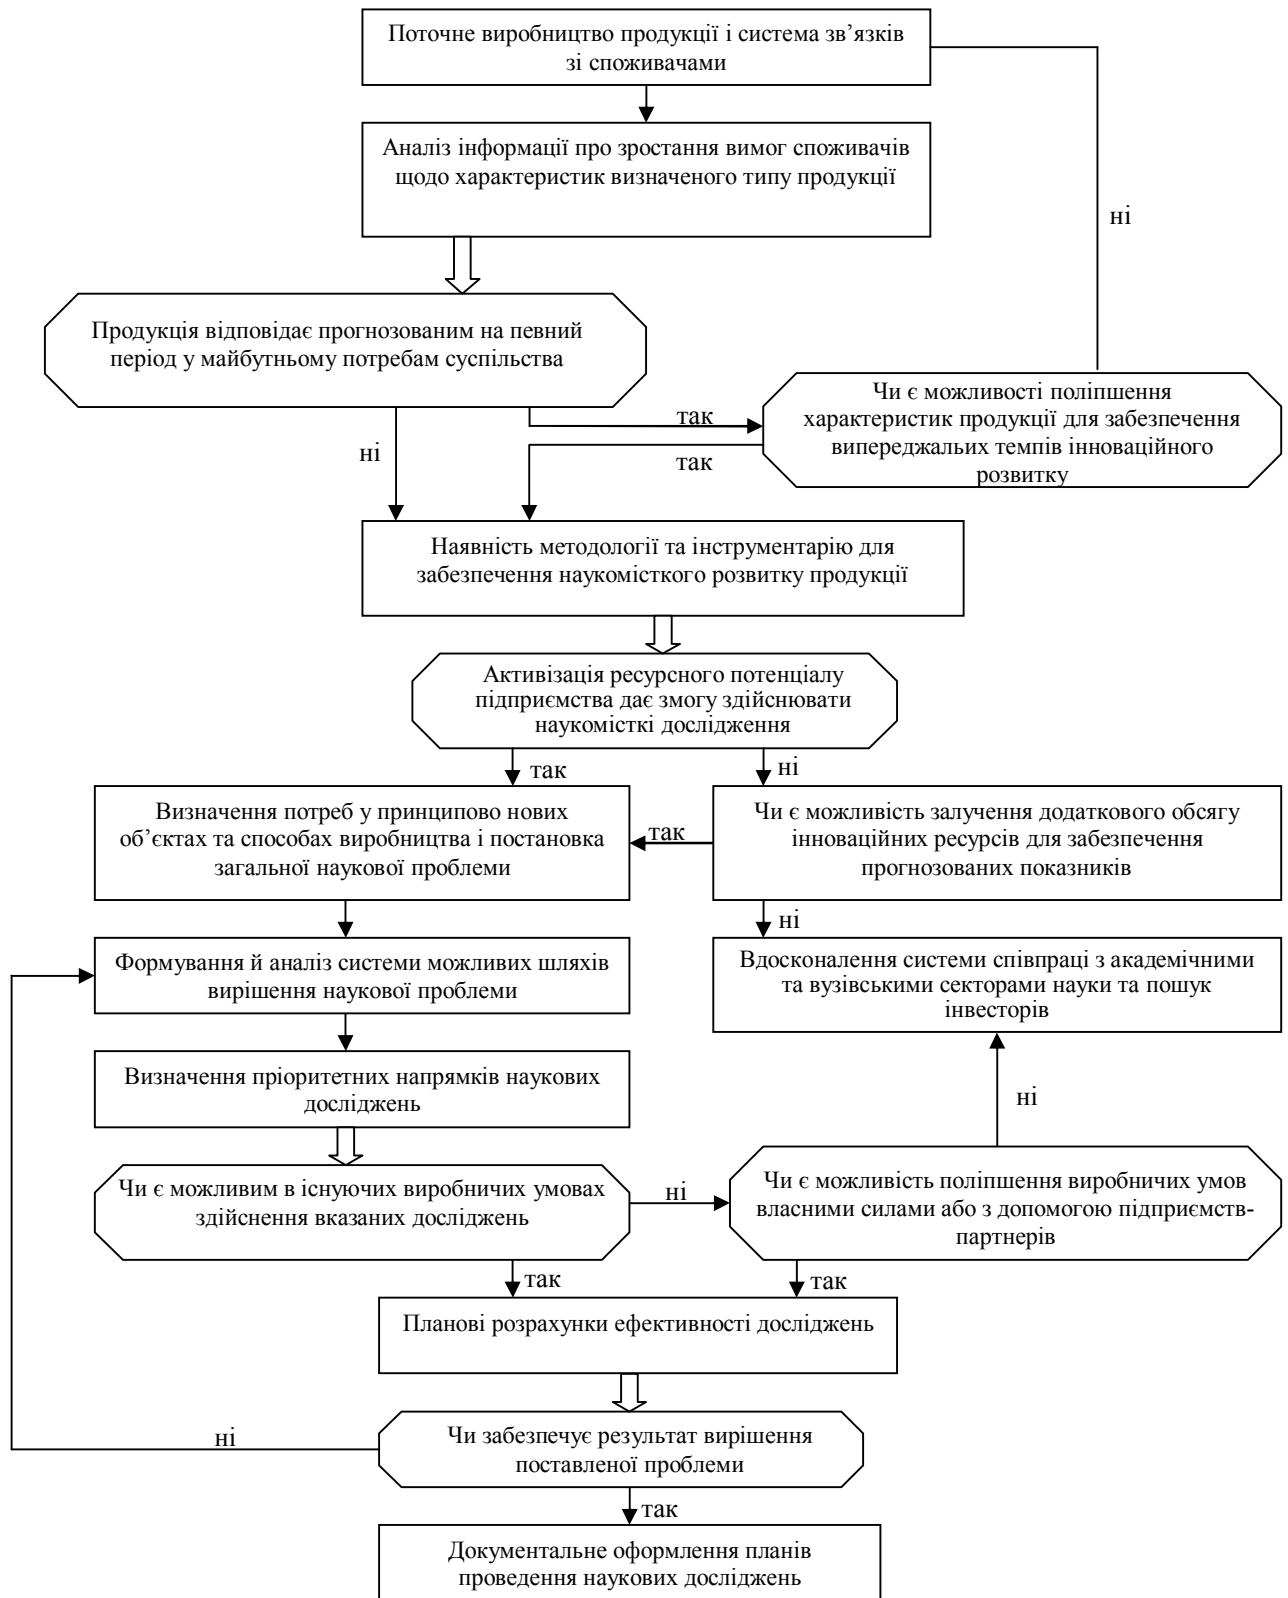 Поточне виробництво продукції і система зв’язків
зі споживачами
Аналіз інформації про зростання вимог споживачів
щодо характеристик визначеного типу продукції
ні
Продукція відповідає прогнозованим на певний
період у майбутньому потребам суспільства
Чи є можливості поліпшення
характеристик продукції для забезпечення
випереджальих темпів інноваційного
розвитку
так
ні
так
Наявність методології та інструментарію для
забезпечення наукомісткого розвитку продукції
Активізація ресурсного потенціалу
підприємства дає змогу здійснювати
наукомісткі дослідження
так
ні
Визначення потреб у принципово нових
об’єктах та способах виробництва і постановка
загальної наукової проблеми
так
Чи є можливість залучення додаткового обсягу
інноваційних ресурсів для забезпечення
прогнозованих показників
ні
Формування й аналіз системи можливих шляхів
вирішення наукової проблеми
Вдосконалення системи співпраці з академічними
та вузівськими секторами науки та пошук
інвесторів
Визначення пріоритетних напрямків наукових
досліджень
ні
Чи є можливим в існуючих виробничих умовах
здійснення вказаних досліджень
ні
Чи є можливість поліпшення виробничих умов
власними силами або з допомогою підприємств-
партнерів
так
так
Планові розрахунки ефективності досліджень
ні
Чи забезпечує результат вирішення
поставленої проблеми
так
Документальне оформлення планів
проведення наукових досліджень